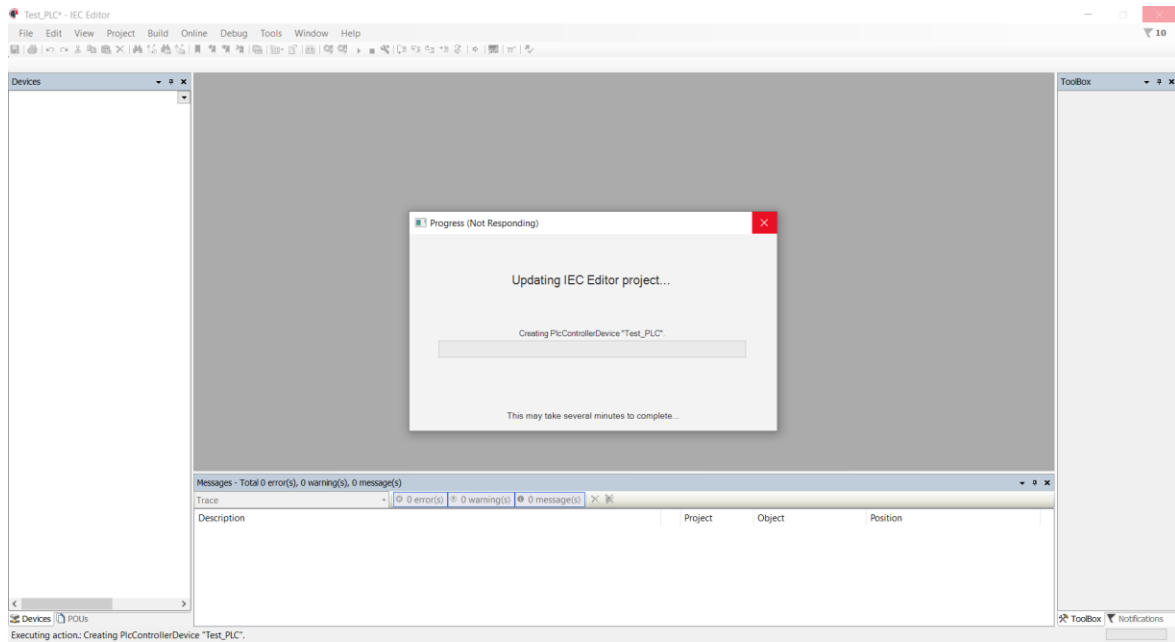 Test_PLC* - IEC Editor
File Edit View Project Build Online Debug Tools Window Help
10
Devices
ToolBox
Progress (Not Responding)
Updating IEC Editor project...
Creating PlcControllerDevice "Test_PLC".
This may take several minutes to complete...
Messages - Total 0 error(s), 0 warning(s), 0 message(s)
Trace 0 error(s) 0 warning(s) 0 message(s)
Description Project Object Position
Devices POUs
ToolBox Notifications
Executing action.: Creating PlcControllerDevice "Test_PLC".